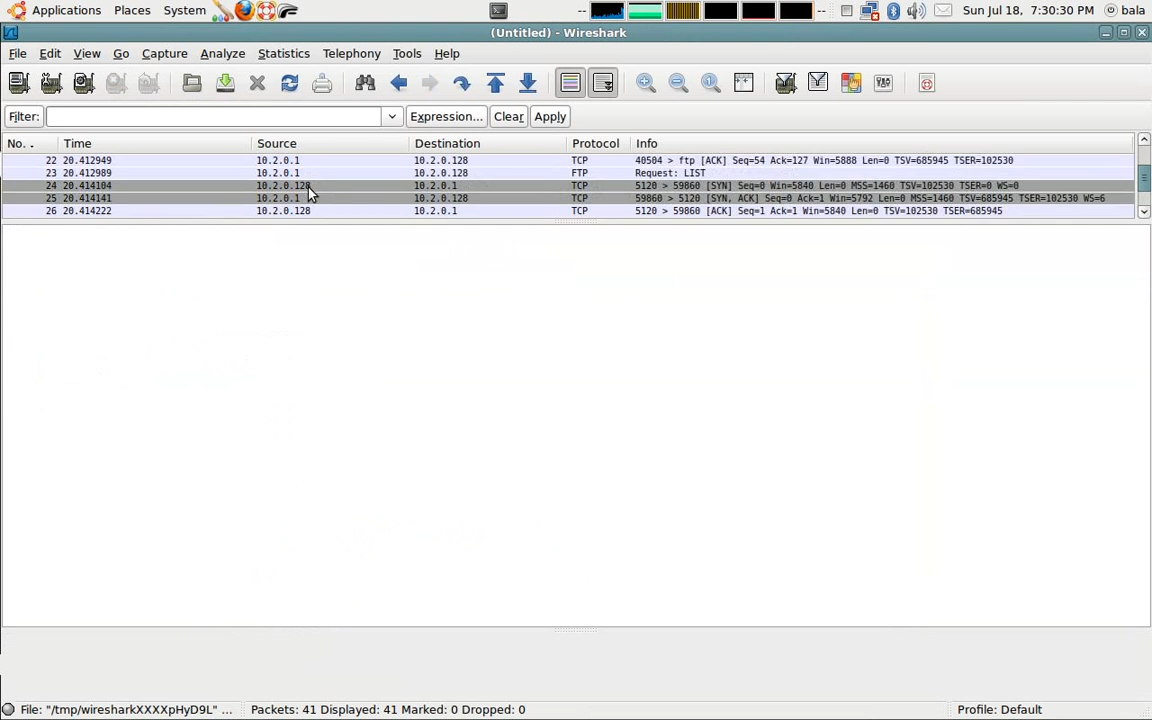 Applications Places System -- -- Sun Jul 18, 7:30:30 PM bala
(Untitled) - Wireshark
File Edit View Go Capture Analyze Statistics Telephony Tools Help
Filter: Expression... Clear Apply
No. . Time Source Destination Protocol Info
22 20.412949 10.2.0.1 10.2.0.128 TCP 40504 > ftp [ACK] Seq=54 Ack=127 Win=5888 Len=0 TSV=685945 TSER=102530
23 20.412989 10.2.0.1 10.2.0.128 FTP Request: LIST
24 20.414104 10.2.0.128 10.2.0.1 TCP 5120 > 59860 [SYN] Seq=0 Win=5840 Len=0 MSS=1460 TSV=102530 TSER=0 WS=0
25 20.414141 10.2.0.1 10.2.0.128 TCP 59860 > 5120 [SYN, ACK] Seq=0 Ack=1 Win=5792 Len=0 MSS=1460 TSV=685945 TSER=102530 WS=6
26 20.414222 10.2.0.128 10.2.0.1 TCP 5120 > 59860 [ACK] Seq=1 Ack=1 Win=5840 Len=0 TSV=102530 TSER=685945
File: "/tmp/wiresharkXXXXpHyD9L" ... Packets: 41 Displayed: 41 Marked: 0 Dropped: 0 Profile: Default